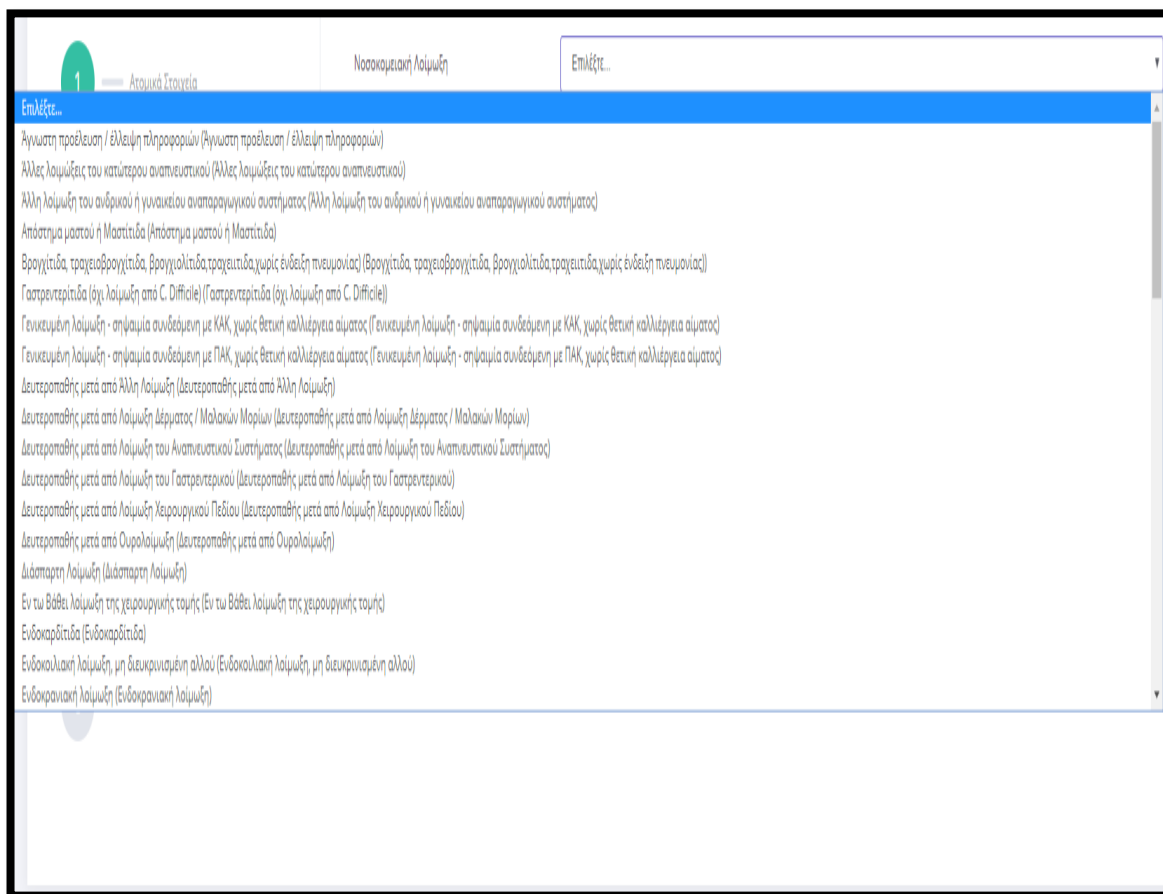 Νοσοκομειακή Λοίμωξη
Επιλέξτε...
1
Ατομικά Στοιχεία
Επιλέξτε...
Άγνωστη προέλευση / έλλειψη πληροφοριών (Άγνωστη προέλευση / έλλειψη πληροφοριών)
Άλλες λοιμώξεις του κατώτερου αναπνευστικού (Άλλες λοιμώξεις του κατώτερου αναπνευστικού)
Άλλη λοίμωξη του ανδρικού ή γυναικείου αναπαραγωγικού συστήματος (Άλλη λοίμωξη του ανδρικού ή γυναικείου αναπαραγωγικού συστήματος)
Απόστημα μαστού ή Μαστίτιδα (Απόστημα μαστού ή Μαστίτιδα)
Βρογχίτιδα, τραχειοβρογχίτιδα, βρογχιολίτιδα,τραχειιτιδα,χωρίς ένδειξη πνευμονίας) (Βρογχίτιδα, τραχειοβρογχίτιδα, βρογχιολίτιδα,τραχειιτιδα,χωρίς ένδειξη πνευμονίας))
Γαστρεντερίτιδα (όχι λοίμωξη από C. Difficile) (Γαστρεντερίτιδα (όχι λοίμωξη από C. Difficile))
Γενικευμένη λοίμωξη - σηψαιμία συνδεόμενη με ΚΑΚ, χωρίς θετική καλλιέργεια αίματος (Γενικευμένη λοίμωξη - σηψαιμία συνδεόμενη με ΚΑΚ, χωρίς θετική καλλιέργεια αίματος)
Γενικευμένη λοίμωξη - σηψαιμία συνδεόμενη με ΠΑΚ, χωρίς θετική καλλιέργεια αίματος (Γενικευμένη λοίμωξη - σηψαιμία συνδεόμενη με ΠΑΚ, χωρίς θετική καλλιέργεια αίματος)
Δευτεροπαθής μετά από Άλλη Λοίμωξη (Δευτεροπαθής μετά από Άλλη Λοίμωξη)
Δευτεροπαθής μετά από Λοίμωξη Δέρματος / Μαλακών Μορίων (Δευτεροπαθής μετά από Λοίμωξη Δέρματος / Μαλακών Μορίων)
Δευτεροπαθής μετά από Λοίμωξη του Αναπνευστικού Συστήματος (Δευτεροπαθής μετά από Λοίμωξη του Αναπνευστικού Συστήματος)
Δευτεροπαθής μετά από Λοίμωξη του Γαστρεντερικού (Δευτεροπαθής μετά από Λοίμωξη του Γαστρεντερικού)
Δευτεροπαθής μετά από Λοίμωξη Χειρουργικού Πεδίου (Δευτεροπαθής μετά από Λοίμωξη Χειρουργικού Πεδίου)
Δευτεροπαθής μετά από Ουρολοίμωξη (Δευτεροπαθής μετά από Ουρολοίμωξη)
Διάσπαρτη Λοίμωξη (Διάσπαρτη Λοίμωξη)
Εν τω Βάθει λοίμωξη της χειρουργικής τομής (Εν τω Βάθει λοίμωξη της χειρουργικής τομής)
Ενδοκαρδίτιδα (Ενδοκαρδίτιδα)
Ενδοκοιλιακή λοίμωξη, μη διευκρινισμένη αλλού (Ενδοκοιλιακή λοίμωξη, μη διευκρινισμένη αλλού)
Ενδοκρανιακή λοίμωξη (Ενδοκρανιακή λοίμωξη)